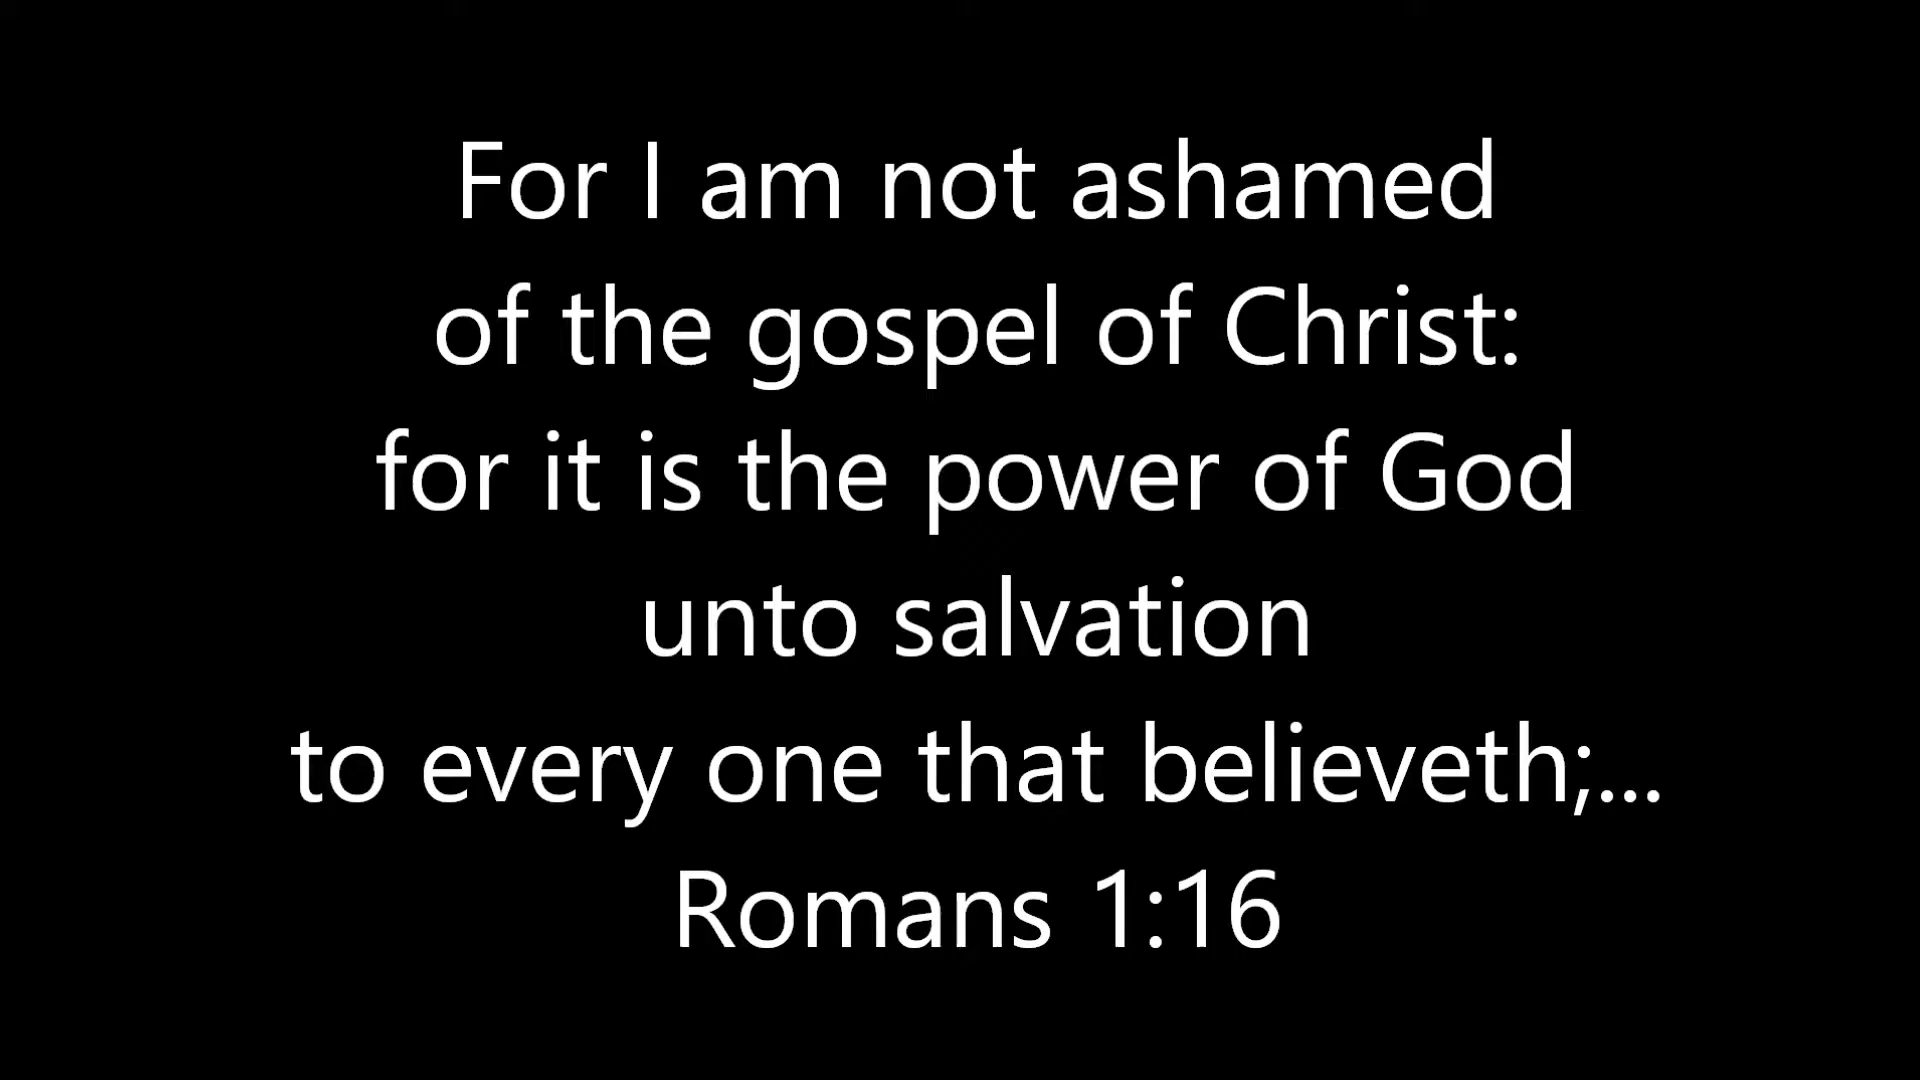 For I am not ashamed
of the gospel of Christ:
for it is the power of God
unto salvation
to every one that believeth;...
Romans 1:16